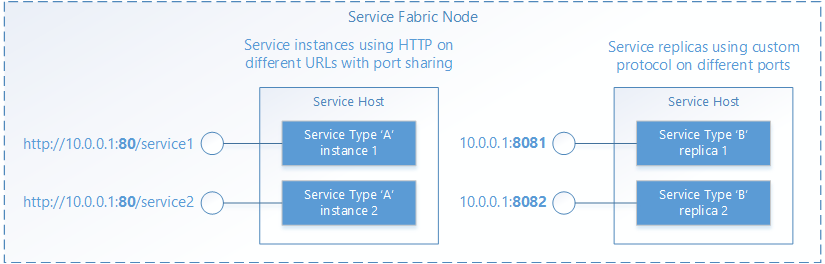 Service Fabric Node
Service instances using HTTP on
different URLs with port sharing
Service Host
http://10.0.0.1:80/service1
Service Type ‘A’
instance 1
http://10.0.0.1:80/service2
Service Type ‘A’
instance 2
Service replicas using custom
protocol on different ports
Service Host
10.0.0.1:8081
Service Type ‘B’
replica 1
10.0.0.1:8082
Service Type ‘B’
replica 2